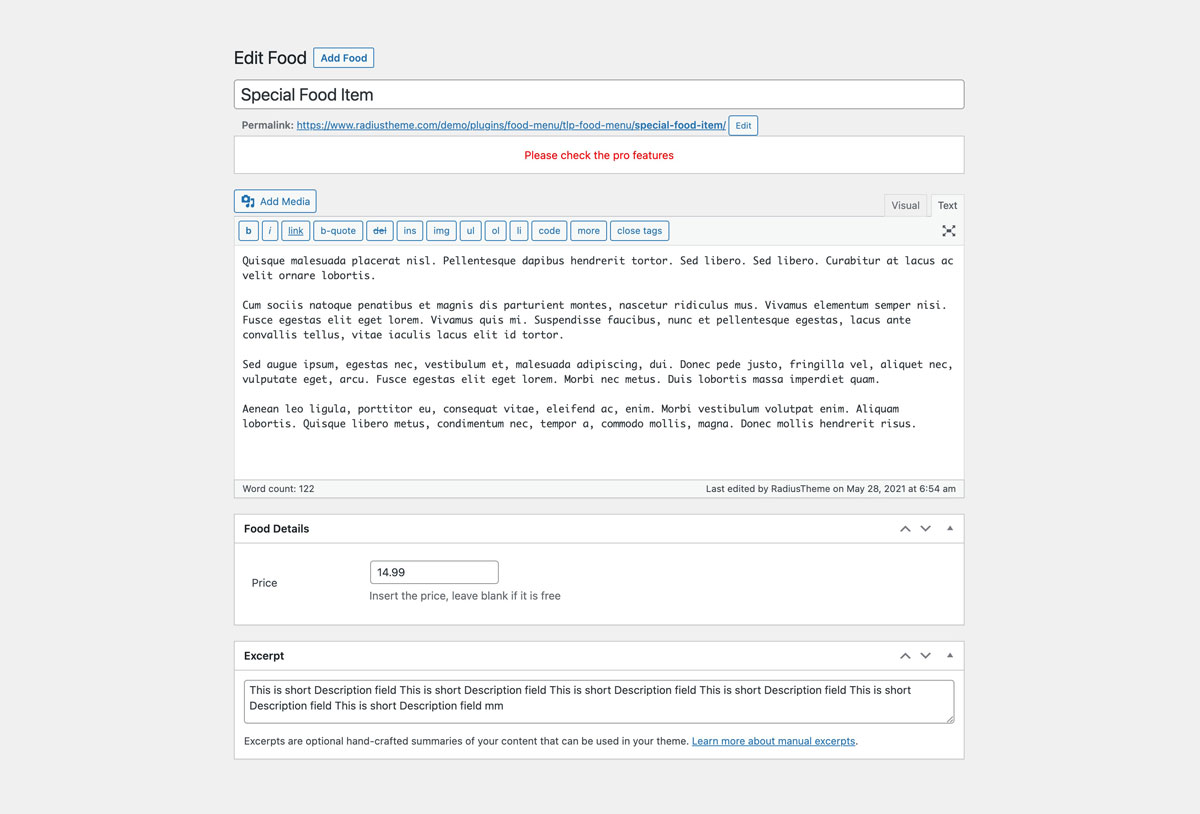 Edit Food Add Food
Special Food Item
Permalink: https://www.radiustheme.com/demo/plugins/food-menu/tlp-food-menu/special-food-item/ Edit
Please check the pro features
Add Media Visual Text
b i link b-quote del ins img ul ol li code more close tags
Quisque malesuada placerat nisl. Pellentesque dapibus hendrerit tortor. Sed libero. Sed libero. Curabitur at lacus ac
velit ornare lobortis.
Cum sociis natoque penatibus et magnis dis parturient montes, nascetur ridiculus mus. Vivamus elementum semper nisi.
Fusce egestas elit eget lorem. Vivamus quis mi. Suspendisse faucibus, nunc et pellentesque egestas, lacus ante
convallis tellus, vitae iaculis lacus elit id tortor.
Sed augue ipsum, egestas nec, vestibulum et, malesuada adipiscing, dui. Donec pede justo, fringilla vel, aliquet nec,
vulputate eget, arcu. Fusce egestas elit eget lorem. Morbi nec metus. Duis lobortis massa imperdiet quam.
Aenean leo ligula, porttitor eu, consequat vitae, eleifend ac, enim. Morbi vestibulum volutpat enim. Aliquam
lobortis. Quisque libero metus, condimentum nec, tempor a, commodo mollis, magna. Donec mollis hendrerit risus.
Word count: 122 Last edited by RadiusTheme on May 28, 2021 at 6:54 am
Food Details
Price 14.99
Insert the price, leave blank if it is free
Excerpt
This is short Description field This is short Description field This is short Description field This is short Description field This is short
Description field This is short Description field mm
Excerpts are optional hand-crafted summaries of your content that can be used in your theme. Learn more about manual excerpts.